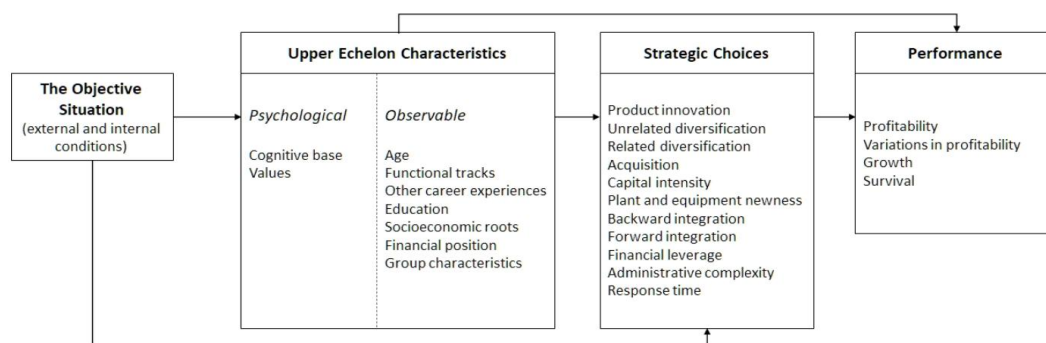 The Objective
Situation
(external and internal
conditions)
Upper Echelon Characteristics
Psychological
Cognitive base
Values
Observable
Age
Functional tracks
Other career experiences
Education
Socioeconomic roots
Financial position
Group characteristics
Strategic Choices
Product innovation
Unrelated diversification
Related diversification
Acquisition
Capital intensity
Plant and equipment newness
Backward integration
Forward integration
Financial leverage
Administrative complexity
Response time
Performance
Profitability
Variations in profitability
Growth
Survival